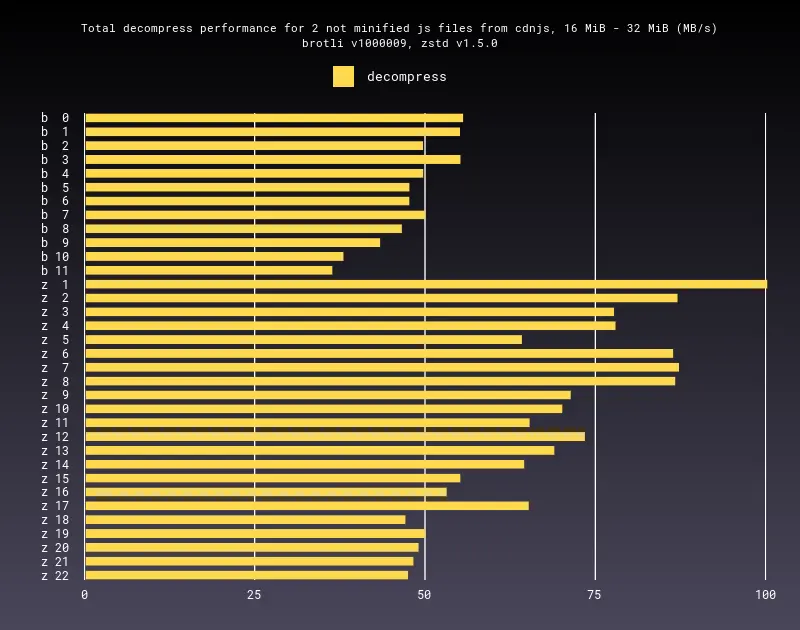 Total decompress performance for 2 not minified js files from cdnjs, 16 MiB - 32 MiB (MB/s)
brotli v1000009, zstd v1.5.0
decompress
b 0
b 1
b 2
b 3
b 4
b 5
b 6
b 7
b 8
b 9
b 10
b 11
z 1
z 2
z 3
z 4
z 5
z 6
z 7
z 8
z 9
z 10
z 11
z 12
z 13
z 14
z 15
z 16
z 17
z 18
z 19
z 20
z 21
z 22
0 25 50 75 100